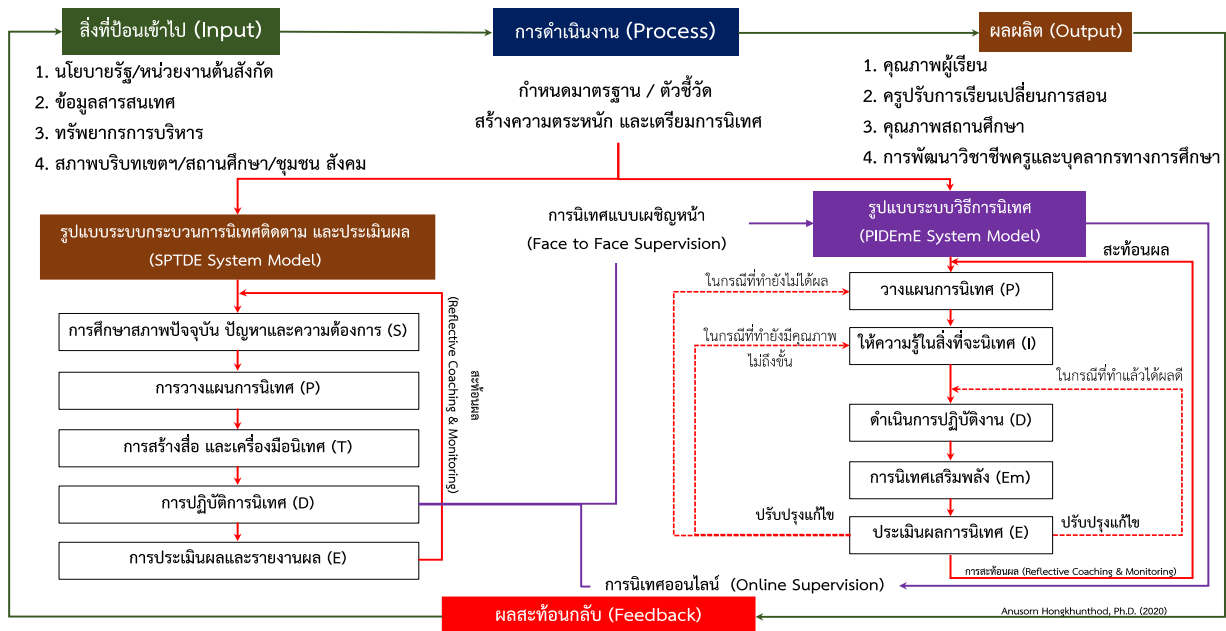 สิ่งที่ป้อนเข้าไป (Input)
การดำเนินงาน (Process)
ผลผลิต (Output)
1. นโยบายรัฐ/หน่วยงานต้นสังกัด
2. ข้อมูลสารสนเทศ
3. ทรัพยากรการบริหาร
4. สภาพบริบทเขตฯ/สถานศึกษา/ชุมชน สังคม
กำหนดมาตรฐาน / ตัวชี้วัด
สร้างความตระหนัก และเตรียมการนิเทศ
1. คุณภาพผู้เรียน
2. ครูปรับการเรียนเปลี่ยนการสอน
3. คุณภาพสถานศึกษา
4. การพัฒนาวิชาชีพครูและบุคลากรทางการศึกษา
รูปแบบระบบกระบวนการนิเทศติดตาม และประเมินผล
(SPTDE System Model)
การศึกษาสภาพปัจจุบัน ปัญหาและความต้องการ (S)
การวางแผนการนิเทศ (P)
การสร้างสื่อ และเครื่องมือนิเทศ (T)
การปฏิบัติการนิเทศ (D)
การประเมินผลและรายงานผล (E)
สะท้อนผล
(Reflective Coaching & Monitoring)
การนิเทศแบบเผชิญหน้า
(Face to Face Supervision)
รูปแบบระบบวิธีการนิเทศ
(PIDEmE System Model)
สะท้อนผล
ในกรณีที่ทำยังไม่ได้ผล
วางแผนการนิเทศ (P)
ในกรณีที่ทำยังมีคุณภาพ
ไม่ถึงขั้น
ให้ความรู้ในสิ่งที่จะนิเทศ (I)
ในกรณีที่ทำแล้วได้ผลดี
ดำเนินการปฏิบัติงาน (D)
การนิเทศเสริมพลัง (Em)
ปรับปรุงแก้ไข
ประเมินผลการนิเทศ (E)
ปรับปรุงแก้ไข
การสะท้อนผล (Reflective Coaching & Monitoring)
การนิเทศออนไลน์ (Online Supervision)
ผลสะท้อนกลับ (Feedback)
Anusorn Hongkhunthod, Ph.D. (2020)